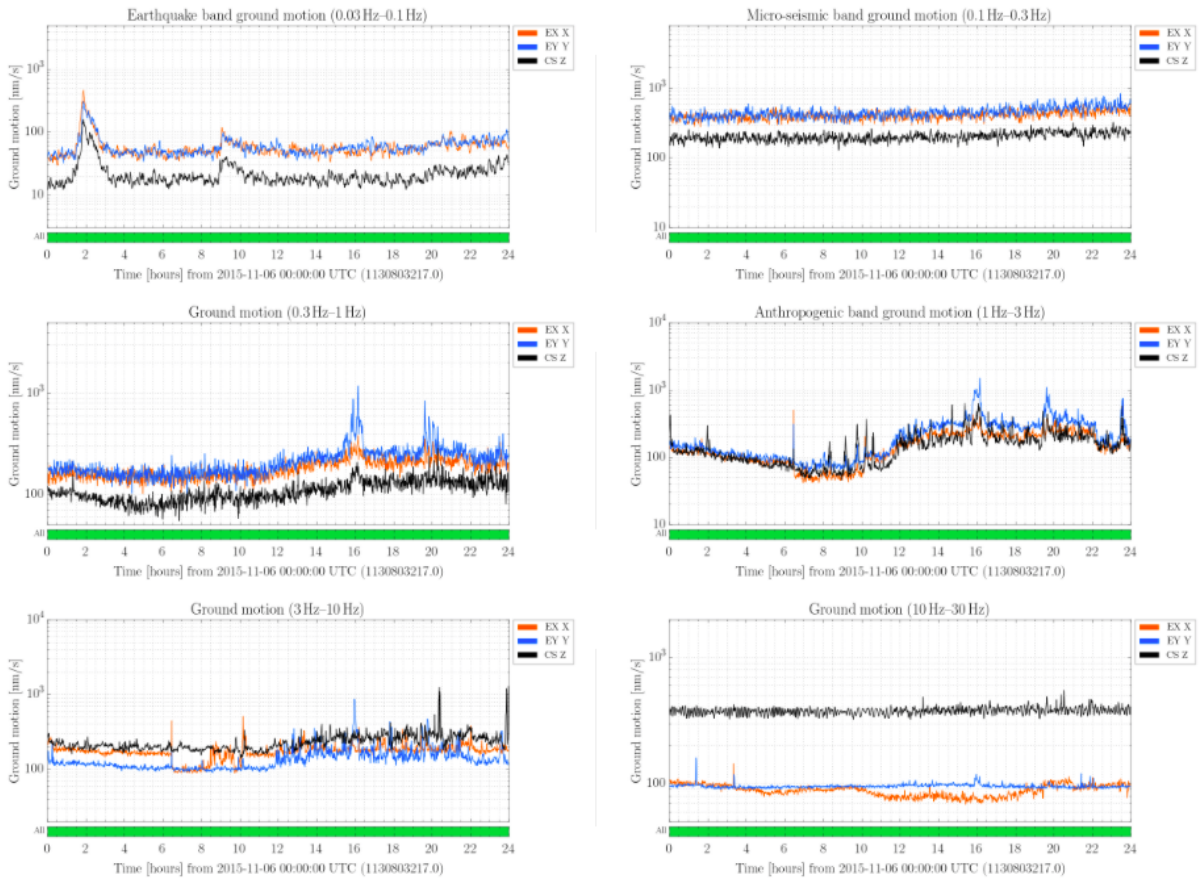 Earthquake band ground motion (0.03 Hz–0.1 Hz)
Ground motion [nm/s]
10³
100
10
EX X
EY Y
CS Z
All
0 2 4 6 8 10 12 14 16 18 20 22 24
Time [hours] from 2015-11-06 00:00:00 UTC (1130803217.0)
Micro-seismic band ground motion (0.1 Hz–0.3 Hz)
Ground motion [nm/s]
10³
100
10
EX X
EY Y
CS Z
All
0 2 4 6 8 10 12 14 16 18 20 22 24
Time [hours] from 2015-11-06 00:00:00 UTC (1130803217.0)
Ground motion (0.3 Hz–1 Hz)
Ground motion [nm/s]
10³
100
EX X
EY Y
CS Z
All
0 2 4 6 8 10 12 14 16 18 20 22 24
Time [hours] from 2015-11-06 00:00:00 UTC (1130803217.0)
Anthropogenic band ground motion (1 Hz–3 Hz)
Ground motion [nm/s]
10⁴
10³
100
10
EX X
EY Y
CS Z
All
0 2 4 6 8 10 12 14 16 18 20 22 24
Time [hours] from 2015-11-06 00:00:00 UTC (1130803217.0)
Ground motion (3 Hz–10 Hz)
Ground motion [nm/s]
10⁴
10³
100
EX X
EY Y
CS Z
All
0 2 4 6 8 10 12 14 16 18 20 22 24
Time [hours] from 2015-11-06 00:00:00 UTC (1130803217.0)
Ground motion (10 Hz–30 Hz)
Ground motion [nm/s]
10³
100
EX X
EY Y
CS Z
All
0 2 4 6 8 10 12 14 16 18 20 22 24
Time [hours] from 2015-11-06 00:00:00 UTC (1130803217.0)